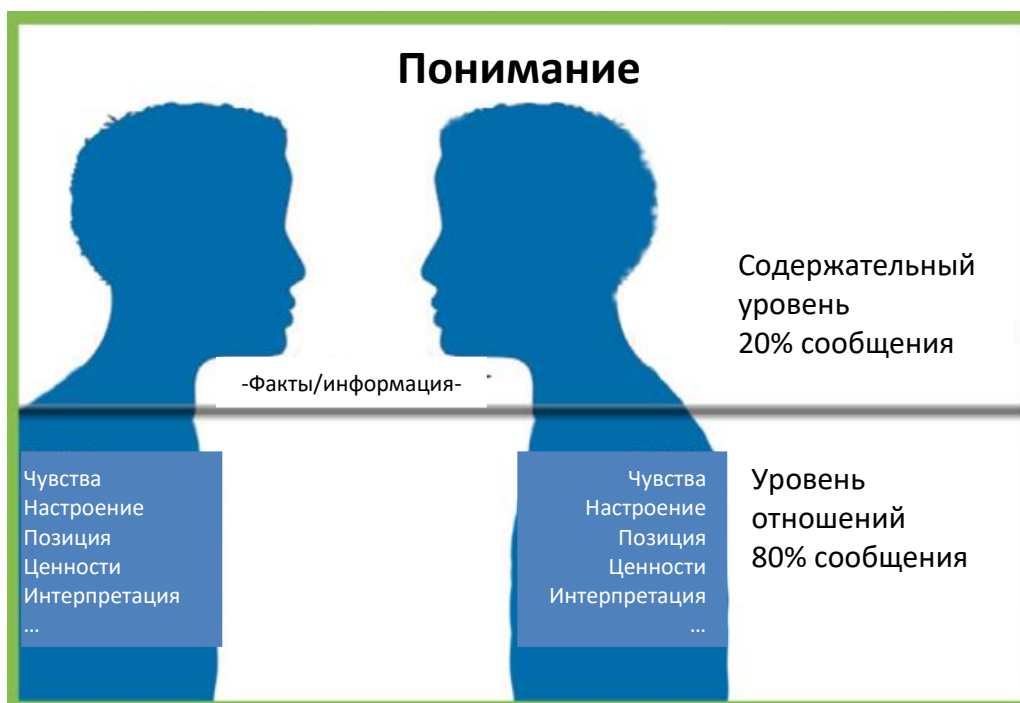 Понимание
Содержательный
уровень
20% сообщения
-Факты/информация-
Чувства
Настроение
Позиция
Ценности
Интерпретация
...
Чувства
Настроение
Позиция
Ценности
Интерпретация
...
Уровень
отношений
80% сообщения